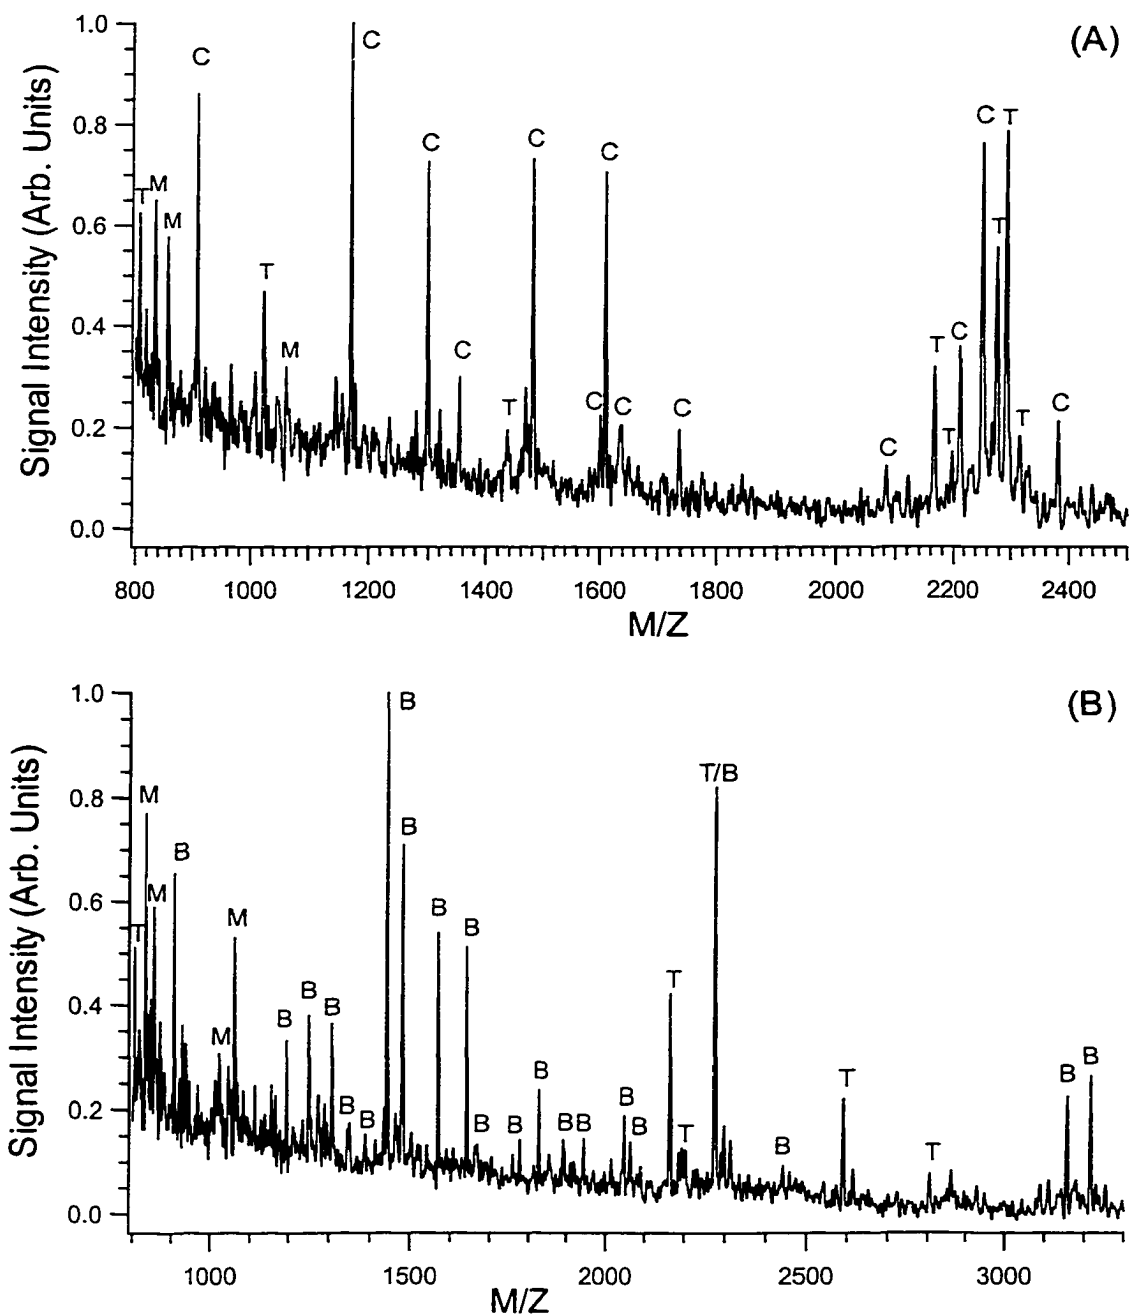 (A)
Signal Intensity (Arb. Units)
1.0
0.8
0.6
0.4
0.2
0.0
T M M C T M C C C T C C C C C C T T C C T T T C
800 1000 1200 1400 1600 1800 2000 2200 2400
M/Z
(B)
Signal Intensity (Arb. Units)
1.0
0.8
0.6
0.4
0.2
0.0
T M M B M M B B B B B B B B B B B B B B B B T T T/B B T T B B
1000 1500 2000 2500 3000
M/Z